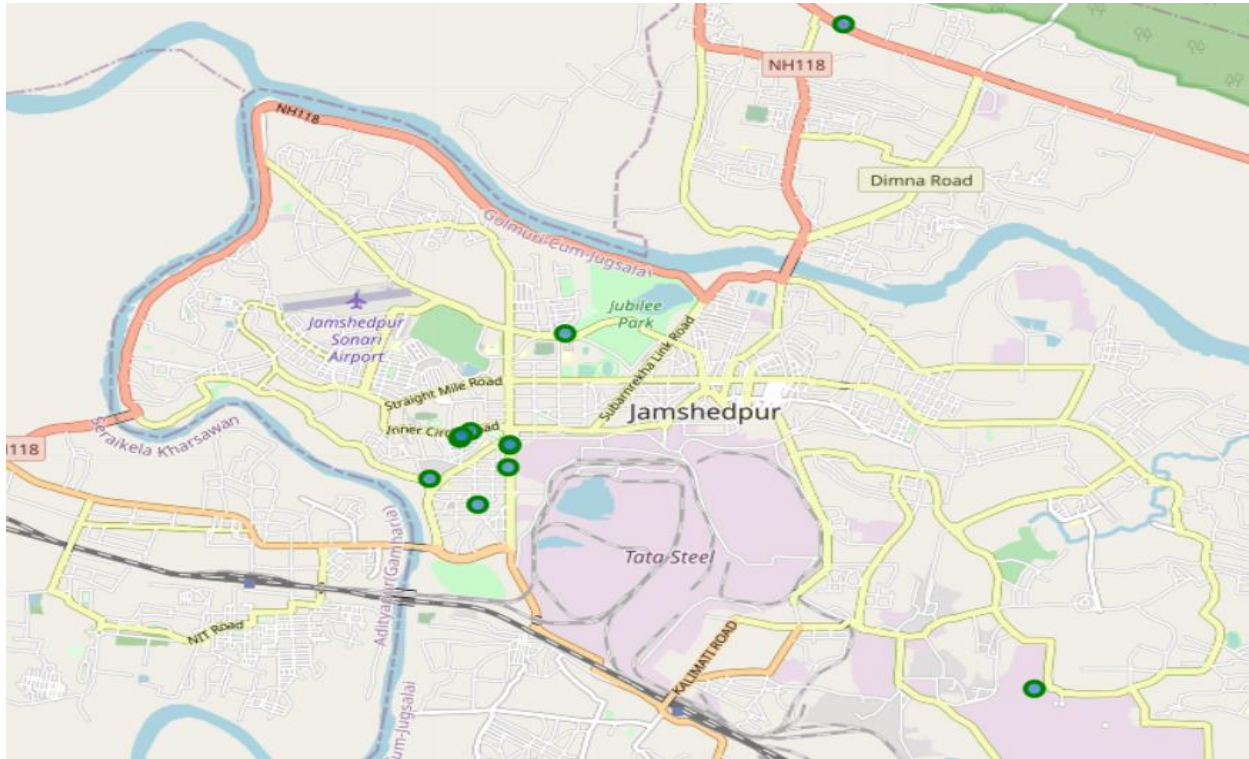 NH118
NH118
Dimna Road
Golmuri-Cum-Jugsalai
Jubilee
Park
Jamshedpur
Sonari
Airport
Subarnrekha Link Road
Straight Mile Road
Jamshedpur
Inner Circle Road
Seraikela Kharsawan
118
Tata Steel
Adityapur(Gamharia)
NIT Road
KALIMATI ROAD
Cum-Jugsalai